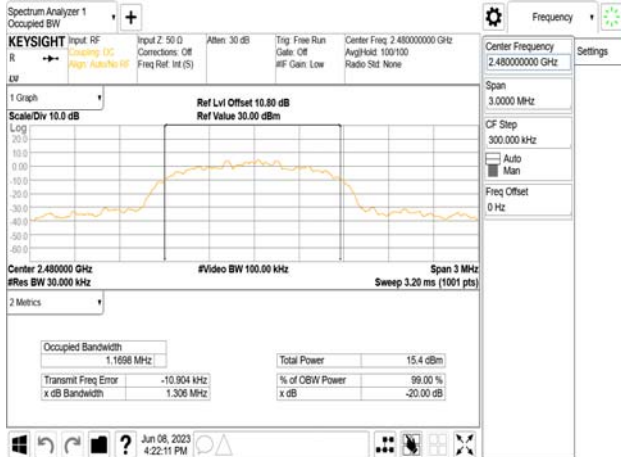 Spectrum Analyzer 1
Occupied BW
+
Frequency
KEYSIGHT
R
Input: RF
Coupling: DC
Align: Auto/No RF
Input Z: 50 Ω
Corrections: Off
Freq Ref: Int (S)
Atten: 30 dB
Trig: Free Run
Gate: Off
#IF Gain: Low
Center Freq: 2.480000000 GHz
Avg|Hold: 100/100
Radio Std: None
Center Frequency
2.480000000 GHz
Settings
Span
3.0000 MHz
CF Step
300.000 kHz
Auto
Man
Freq Offset
0 Hz
1 Graph
Scale/Div 10.0 dB
Ref Lvl Offset 10.80 dB
Ref Value 30.00 dBm
Log
20.0
10.0
0.00
-10.0
-20.0
-30.0
-40.0
-50.0
-60.0
Center 2.480000 GHz
#Res BW 30.000 kHz
#Video BW 100.00 kHz
Span 3 MHz
Sweep 3.20 ms (1001 pts)
2 Metrics
Occupied Bandwidth
1.1698 MHz
Transmit Freq Error -10.904 kHz
x dB Bandwidth 1.306 MHz
Total Power 15.4 dBm
% of OBW Power 99.00 %
x dB -20.00 dB
?
Jun 08, 2023
4:22:11 PM